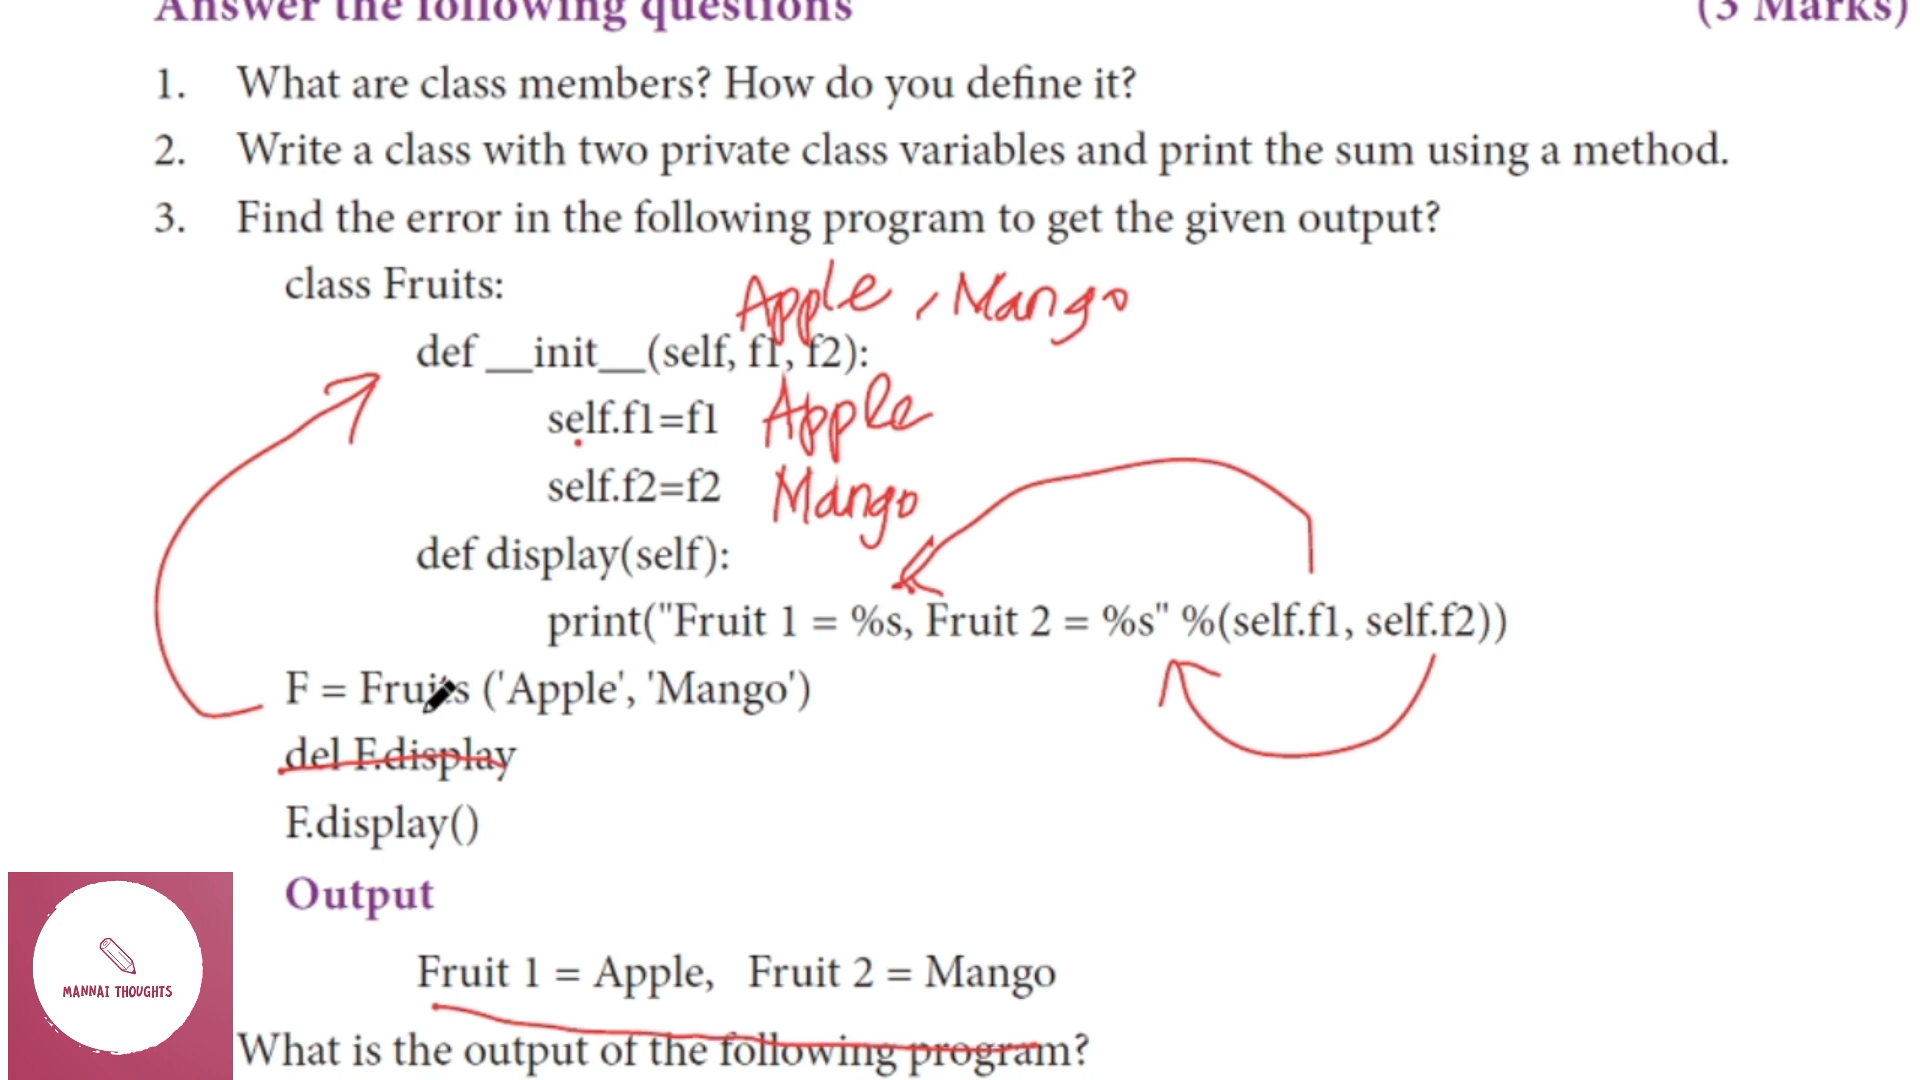 Answer the following questions (3 Marks)
1. What are class members? How do you define it?
2. Write a class with two private class variables and print the sum using a method.
3. Find the error in the following program to get the given output?
class Fruits:
Apple, Mango
def __init__(self, f1, f2):
self.f1=f1 Apple
self.f2=f2 Mango
def display(self):
print("Fruit 1 = %s, Fruit 2 = %s" %(self.f1, self.f2))
F = Fruits ('Apple', 'Mango')
del F.display
F.display()
Output
Fruit 1 = Apple, Fruit 2 = Mango
What is the output of the following program?
MANNAI THOUGHTS